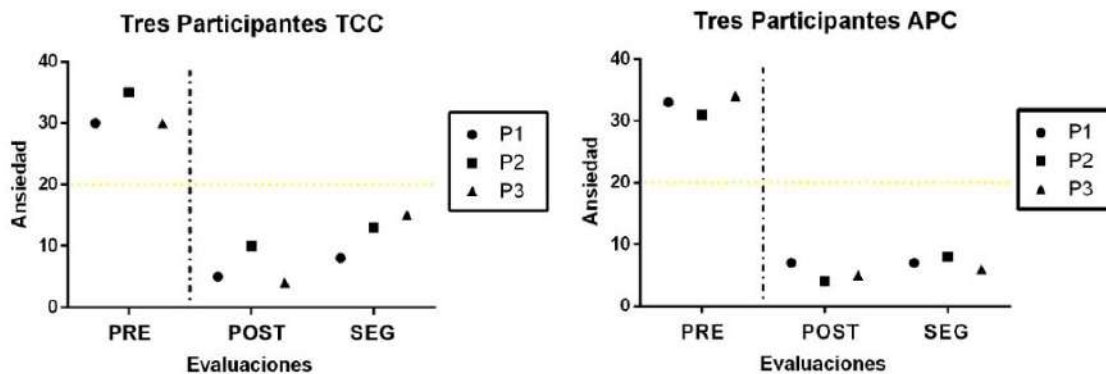 Tres Participantes TCC
40
30
20
10
0
Ansiedad
PRE
POST
SEG
Evaluaciones
P1
P2
P3
Tres Participantes APC
40
30
20
10
0
Ansiedad
PRE
POST
SEG
Evaluaciones
P1
P2
P3